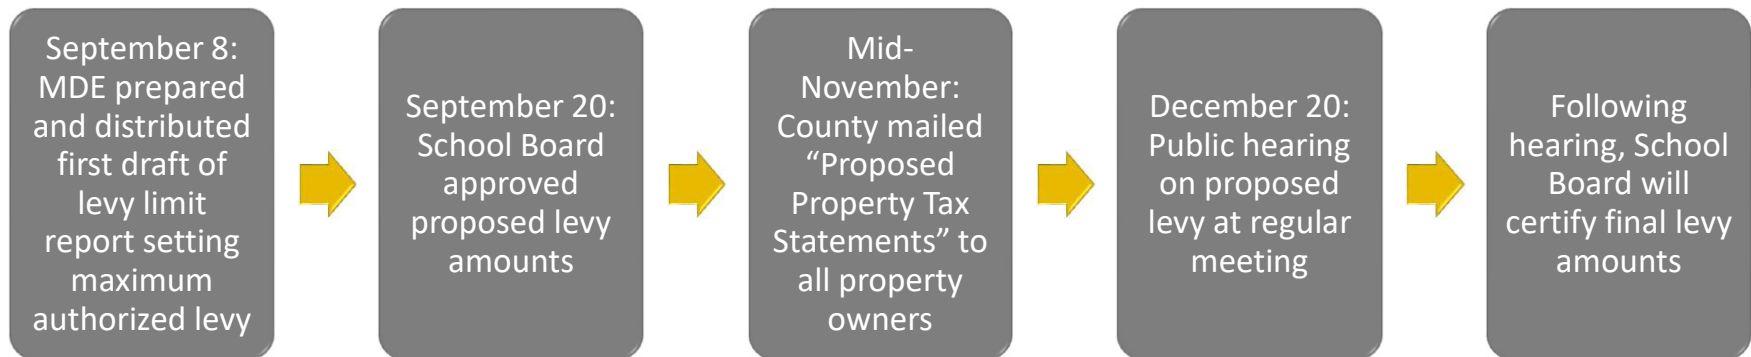 September 8:
MDE prepared
and distributed
first draft of
levy limit
report setting
maximum
authorized levy
September 20:
School Board
approved
proposed levy
amounts
Mid-
November:
County mailed
“Proposed
Property Tax
Statements” to
all property
owners
December 20:
Public hearing
on proposed
levy at regular
meeting
Following
hearing, School
Board will
certify final levy
amounts